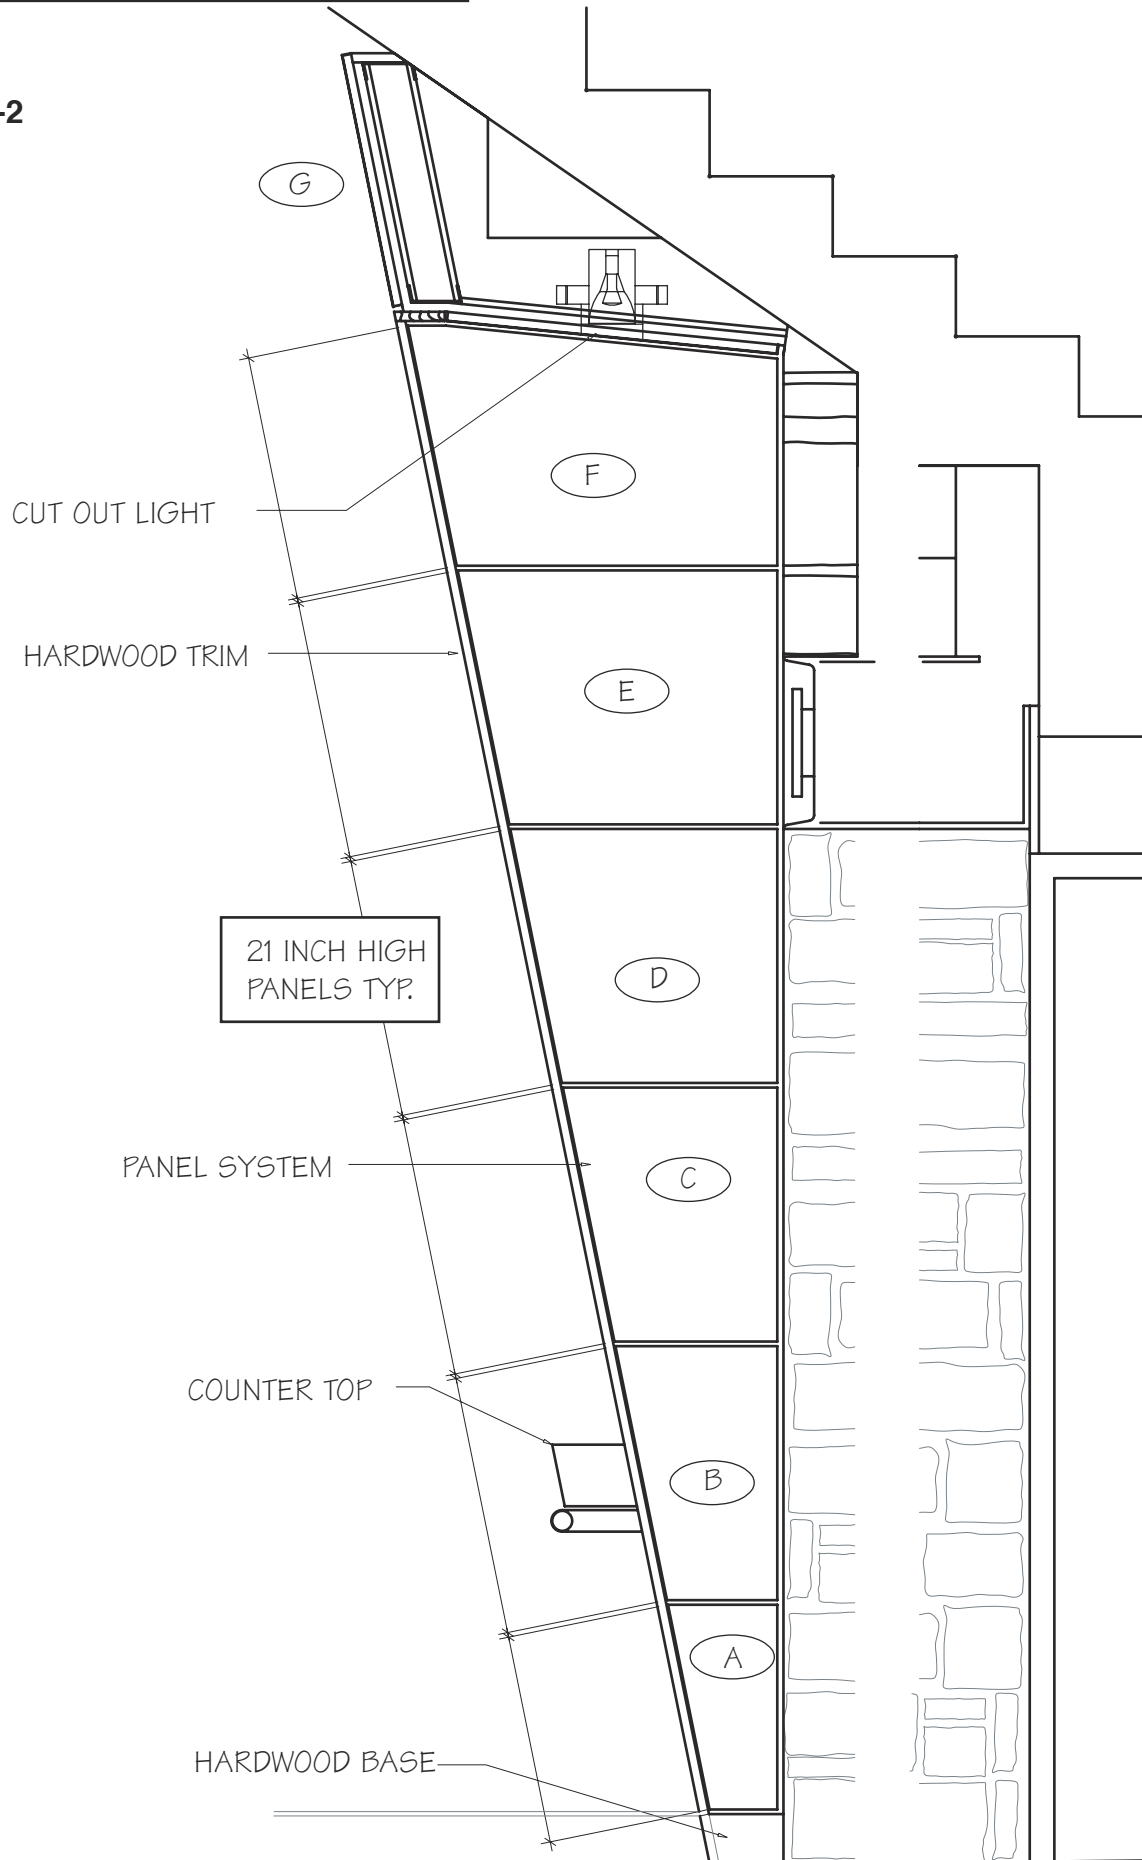 -2
G
F
CUT OUT LIGHT
HARDWOOD TRIM
E
21 INCH HIGH
PANELS TYP.
D
PANEL SYSTEM
C
COUNTER TOP
B
A
HARDWOOD BASE